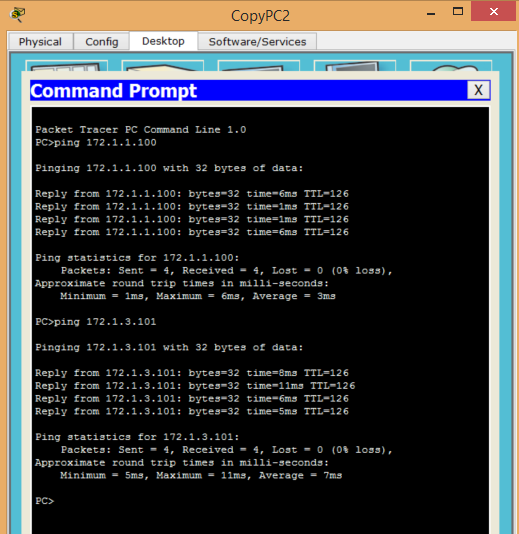 CopyPC2
Physical Config Desktop Software/Services
Command Prompt X
Packet Tracer PC Command Line 1.0
PC>ping 172.1.1.100
Pinging 172.1.1.100 with 32 bytes of data:
Reply from 172.1.1.100: bytes=32 time=6ms TTL=126
Reply from 172.1.1.100: bytes=32 time=1ms TTL=126
Reply from 172.1.1.100: bytes=32 time=1ms TTL=126
Reply from 172.1.1.100: bytes=32 time=6ms TTL=126
Ping statistics for 172.1.1.100:
Packets: Sent = 4, Received = 4, Lost = 0 (0% loss),
Approximate round trip times in milli-seconds:
Minimum = 1ms, Maximum = 6ms, Average = 3ms
PC>ping 172.1.3.101
Pinging 172.1.3.101 with 32 bytes of data:
Reply from 172.1.3.101: bytes=32 time=8ms TTL=126
Reply from 172.1.3.101: bytes=32 time=11ms TTL=126
Reply from 172.1.3.101: bytes=32 time=6ms TTL=126
Reply from 172.1.3.101: bytes=32 time=5ms TTL=126
Ping statistics for 172.1.3.101:
Packets: Sent = 4, Received = 4, Lost = 0 (0% loss),
Approximate round trip times in milli-seconds:
Minimum = 5ms, Maximum = 11ms, Average = 7ms
PC>